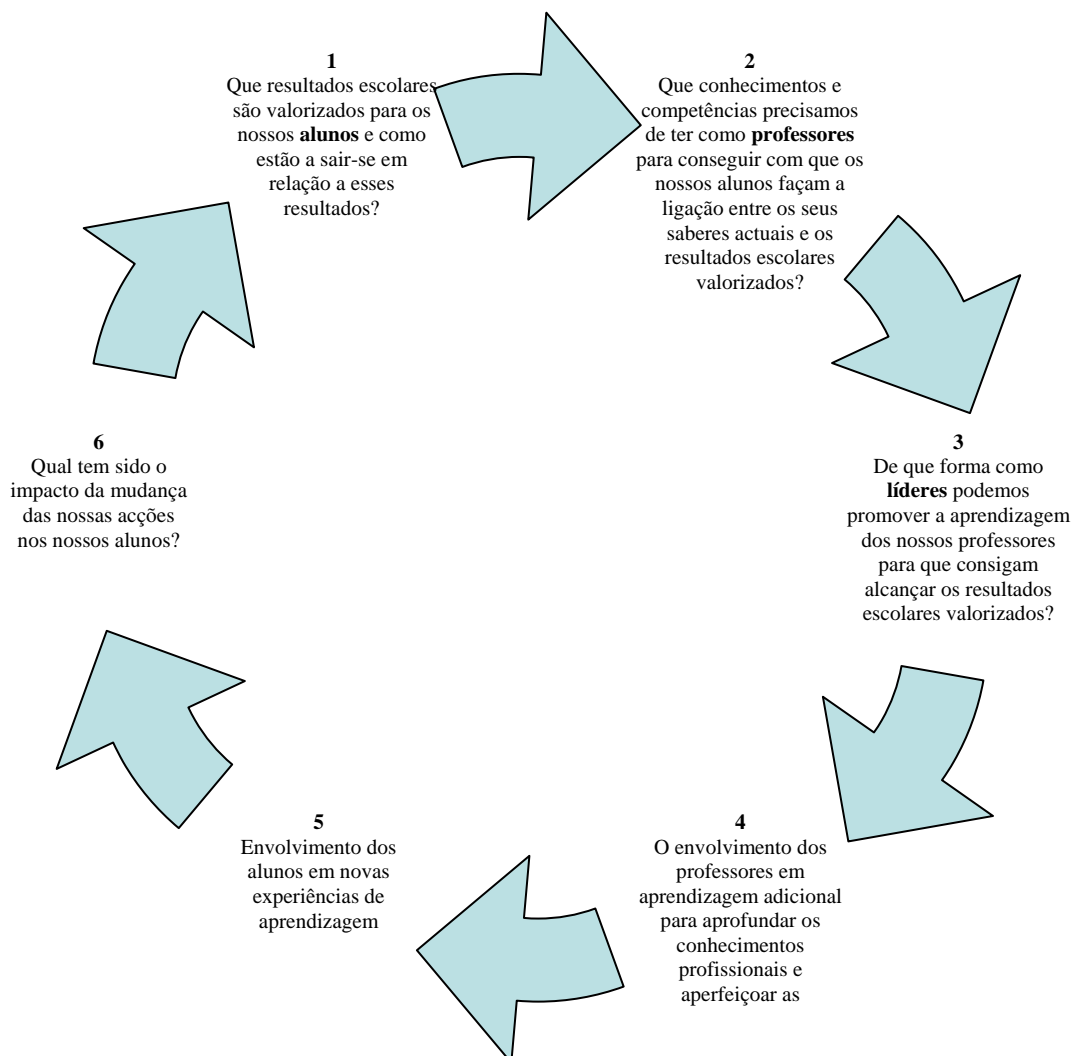 1
Que resultados escolares
são valorizados para os
nossos alunos e como
estão a sair-se em
relação a esses
resultados?
2
Que conhecimentos e
competências precisamos
de ter como professores
para conseguir com que os
nossos alunos façam a
ligação entre os seus
saberes actuais e os
resultados escolares
valorizados?
3
De que forma como
líderes podemos
promover a aprendizagem
dos nossos professores
para que consigam
alcançar os resultados
escolares valorizados?
4
O envolvimento dos
professores em
aprendizagem adicional
para aprofundar os
conhecimentos
profissionais e
aperfeiçoar as
5
Envolvimento dos
alunos em novas
experiências de
aprendizagem
6
Qual tem sido o
impacto da mudança
das nossas acções
nos nossos alunos?